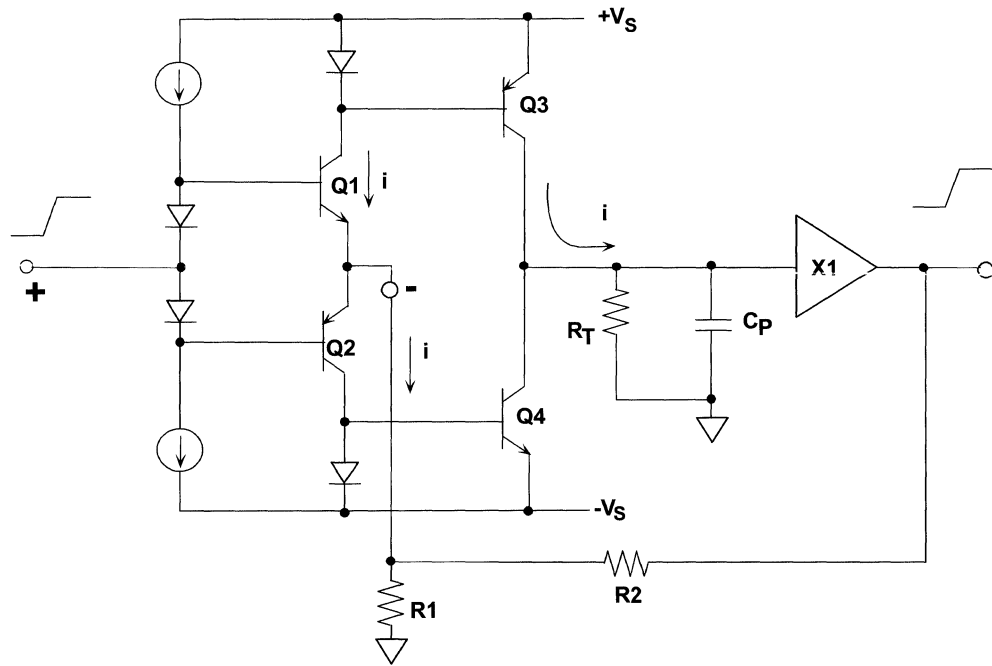 +VS
Q3
Q1
i
i
+
-
X1
RT
CP
Q2
i
Q4
-VS
R2
R1